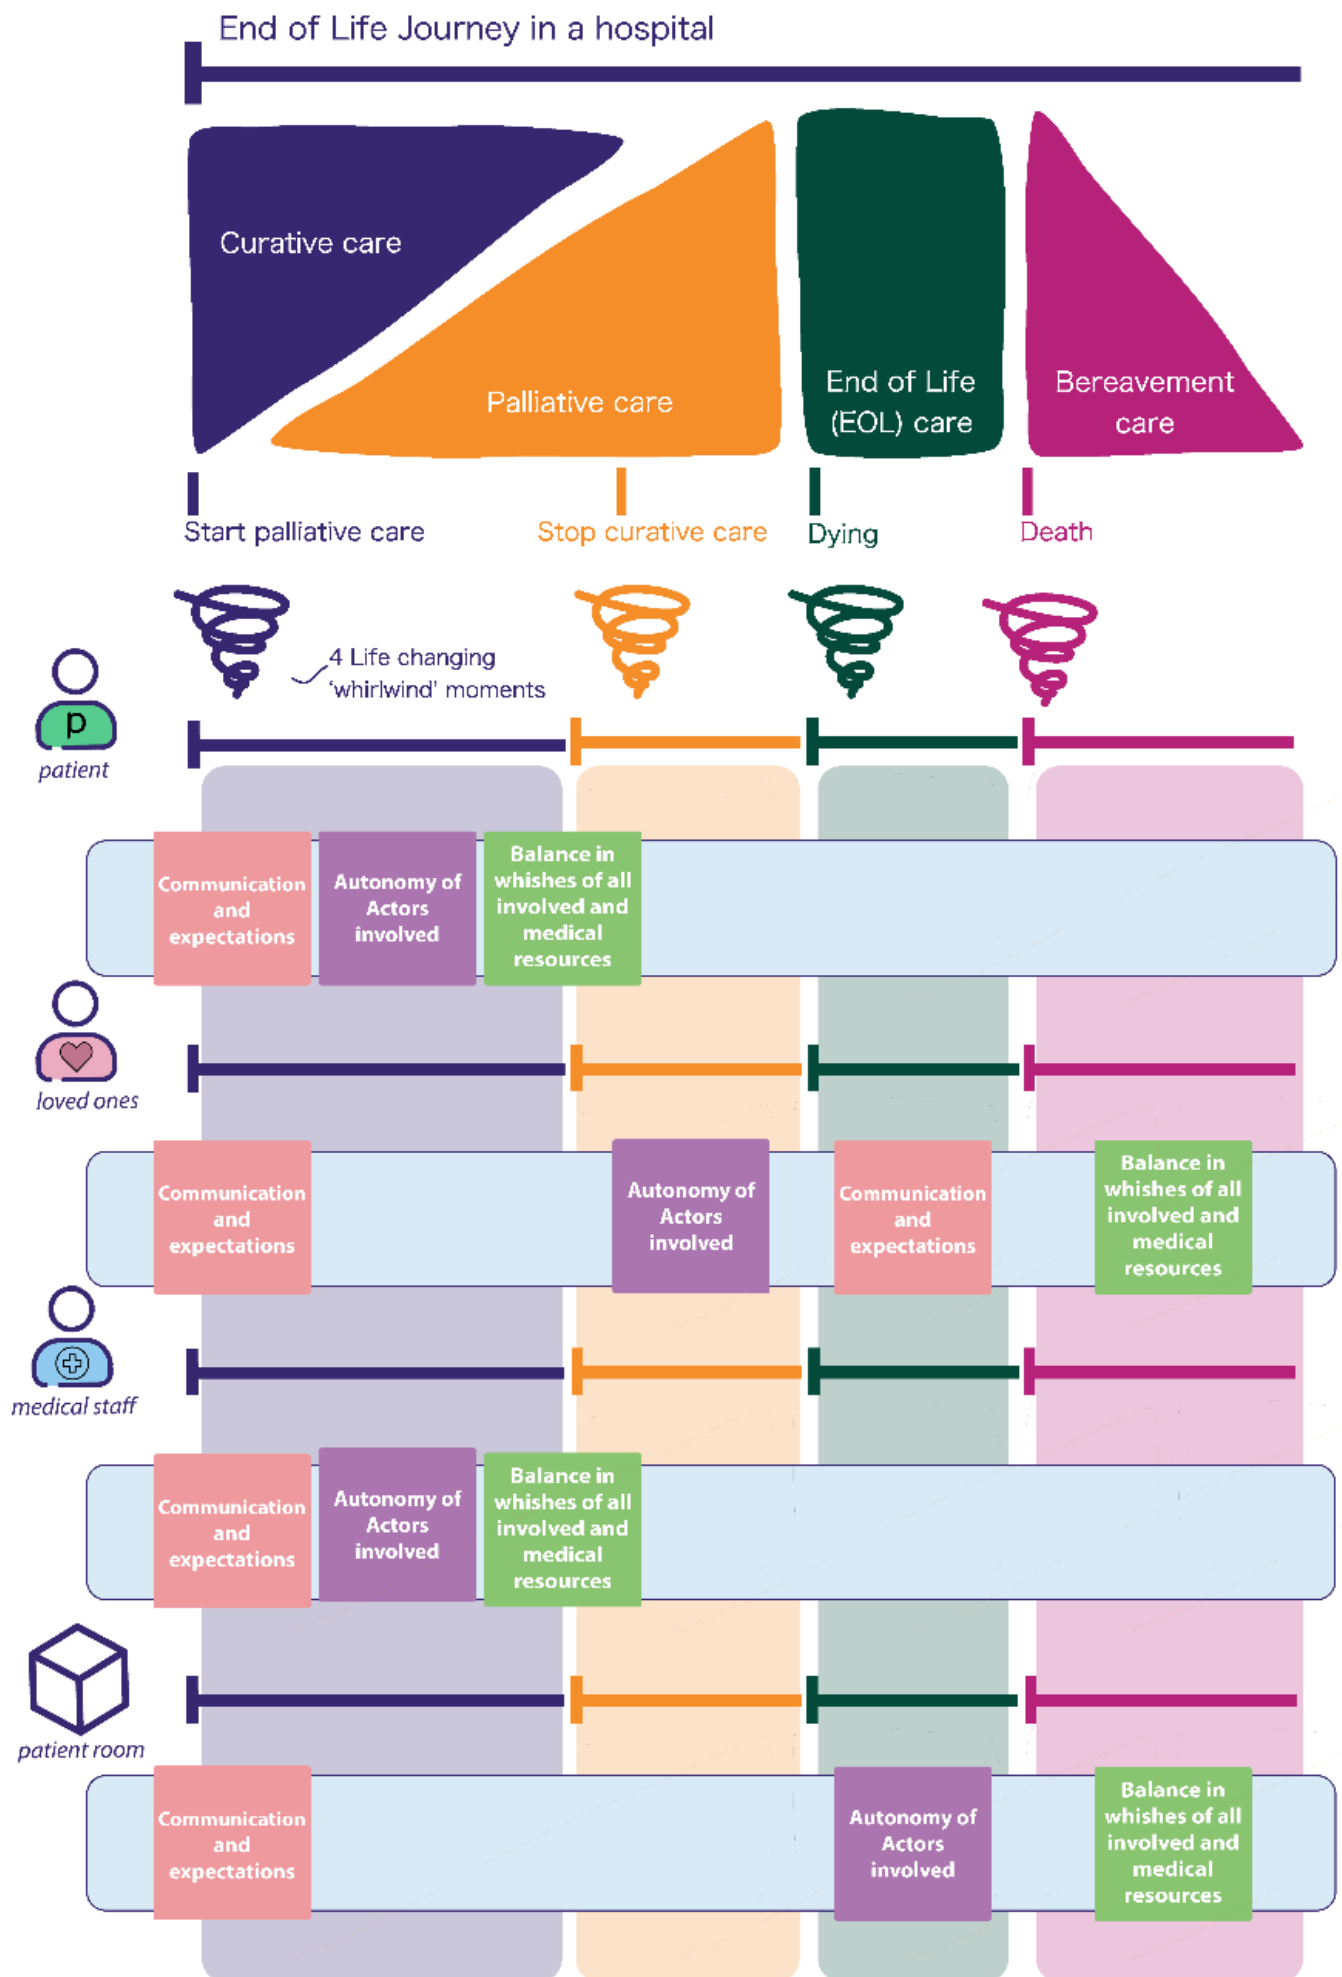 End of Life Journey in a hospital
Curative care
Palliative care
End of Life
(EOL) care
Bereavement
care
Start palliative care
Stop curative care
Dying
Death
4 Life changing
'whirlwind' moments
p
patient
Communication
and
expectations
Autonomy of
Actors
involved
Balance in
whishes of all
involved and
medical
resources
loved ones
Communication
and
expectations
Autonomy of
Actors
involved
Communication
and
expectations
Balance in
whishes of all
involved and
medical
resources
medical staff
Communication
and
expectations
Autonomy of
Actors
involved
Balance in
whishes of all
involved and
medical
resources
patient room
Communication
and
expectations
Autonomy of
Actors
involved
Balance in
whishes of all
involved and
medical
resources